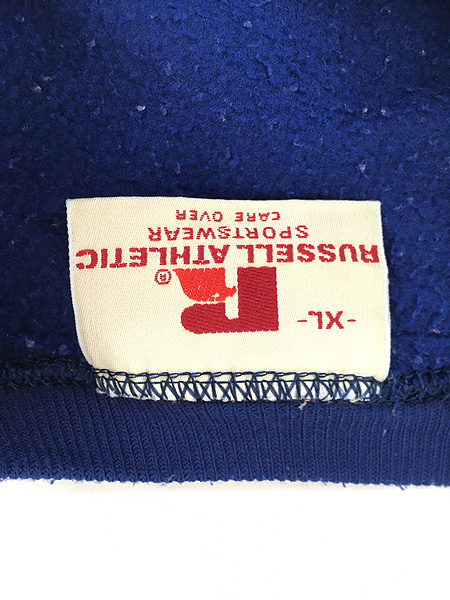 -XL-
®
RUSSELL ATHLETIC
SPORTSWEAR
CARE OVER